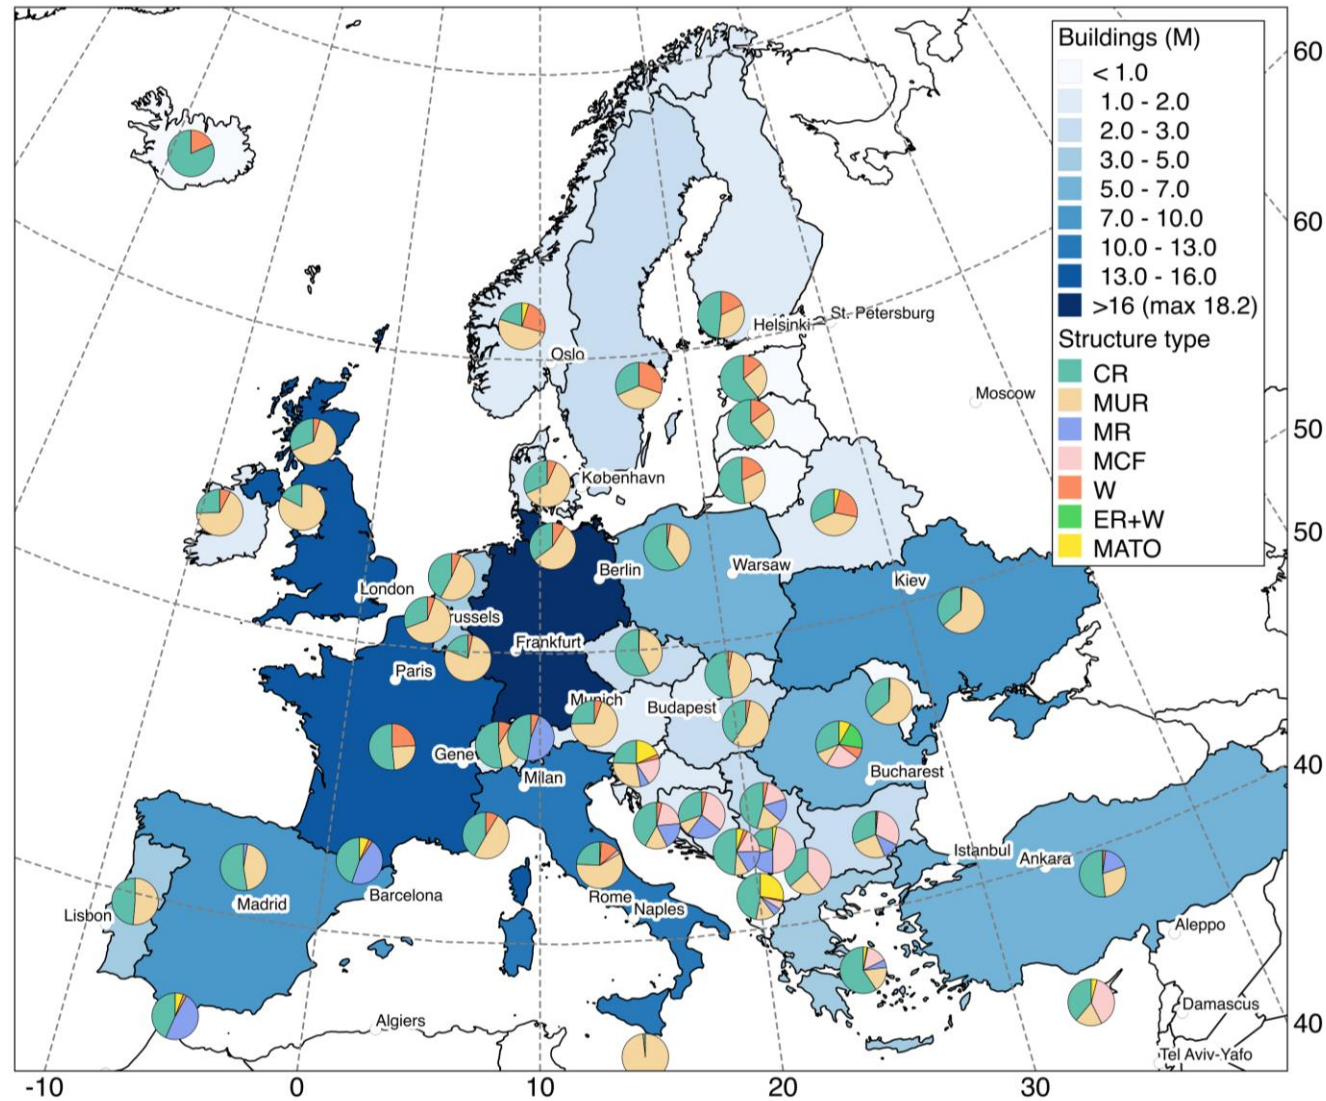 Buildings (M)
< 1.0
1.0 - 2.0
2.0 - 3.0
3.0 - 5.0
5.0 - 7.0
7.0 - 10.0
10.0 - 13.0
13.0 - 16.0
>16 (max 18.2)
Structure type
CR
MUR
MR
MCF
W
ER+W
MATO
60
60
50
50
40
40
St. Petersburg
Helsinki
Oslo
Moscow
København
Berlin
Warsaw
Kiev
London
russels
Frankfurt
Paris
Munich
Budapest
Genev
Milan
Bucharest
Istanbul
Ankara
Barcelona
Madrid
Rome
Naples
Lisbon
Aleppo
Damascus
Algiers
Tel Aviv-Yafo
-10
0
10
20
30